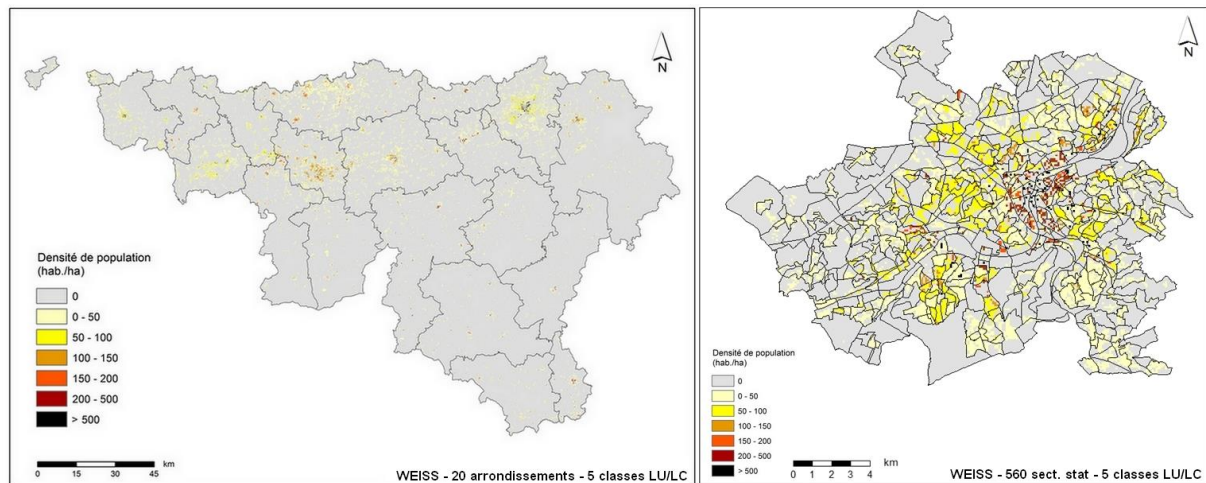 N
Densité de population
(hab./ha)
0
0 - 50
50 - 100
100 - 150
150 - 200
200 - 500
> 500
0 15 30 45 km
WEISS - 20 arrondissements - 5 classes LU/LC
N
Densité de population
(hab./ha)
0
0 - 50
50 - 100
100 - 150
150 - 200
200 - 500
> 500
0 1 2 3 4 km
WEISS - 560 sect. stat - 5 classes LU/LC